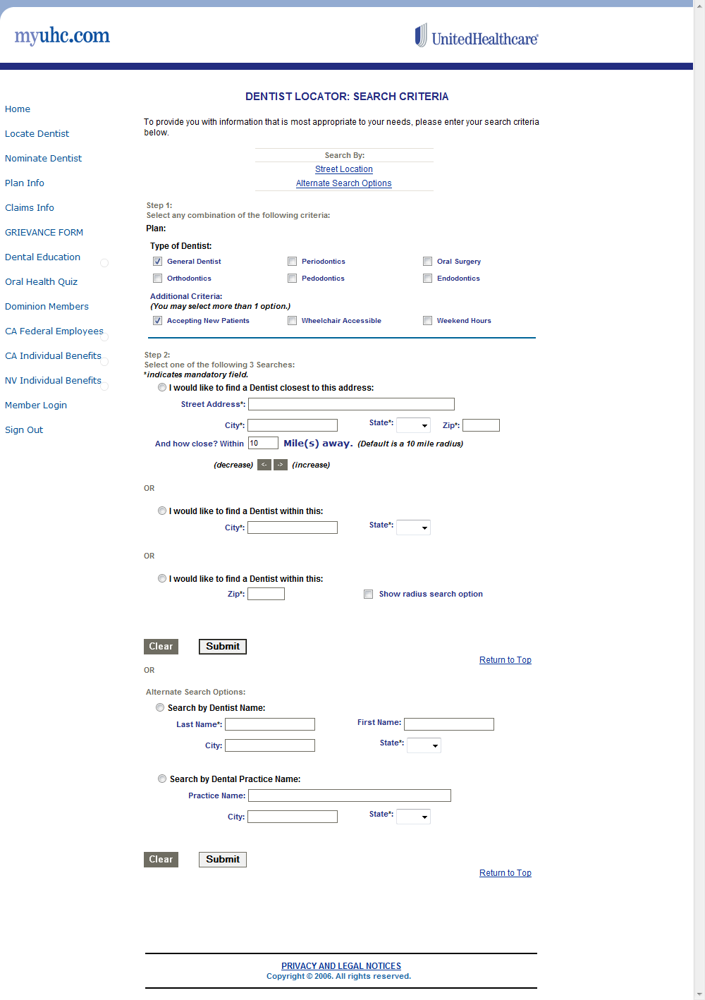 myuhc.com
UnitedHealthcare®
DENTIST LOCATOR: SEARCH CRITERIA
Home
Locate Dentist
Nominate Dentist
Plan Info
Claims Info
GRIEVANCE FORM
Dental Education
Oral Health Quiz
Dominion Members
CA Federal Employees
CA Individual Benefits
NV Individual Benefits
Member Login
Sign Out
To provide you with information that is most appropriate to your needs, please enter your search criteria
below.
Search By:
Street Location
Alternate Search Options
Step 1:
Select any combination of the following criteria:
Plan:
Type of Dentist:
General Dentist Periodontics Oral Surgery
Orthodontics Pedodontics Endodontics
Additional Criteria:
(You may select more than 1 option.)
Accepting New Patients Wheelchair Accessible Weekend Hours
Step 2:
Select one of the following 3 Searches:
*indicates mandatory field.
I would like to find a Dentist closest to this address:
Street Address*:
City*: State*: Zip*:
And how close? Within 10 Mile(s) away. (Default is a 10 mile radius)
(decrease) <- -> (increase)
OR
I would like to find a Dentist within this:
City*: State*:
OR
I would like to find a Dentist within this:
Zip*: Show radius search option
Clear Submit
Return to Top
OR
Alternate Search Options:
Search by Dentist Name:
Last Name*: First Name:
City: State*:
Search by Dental Practice Name:
Practice Name:
City: State*:
Clear Submit
Return to Top
PRIVACY AND LEGAL NOTICES
Copyright © 2006. All rights reserved.